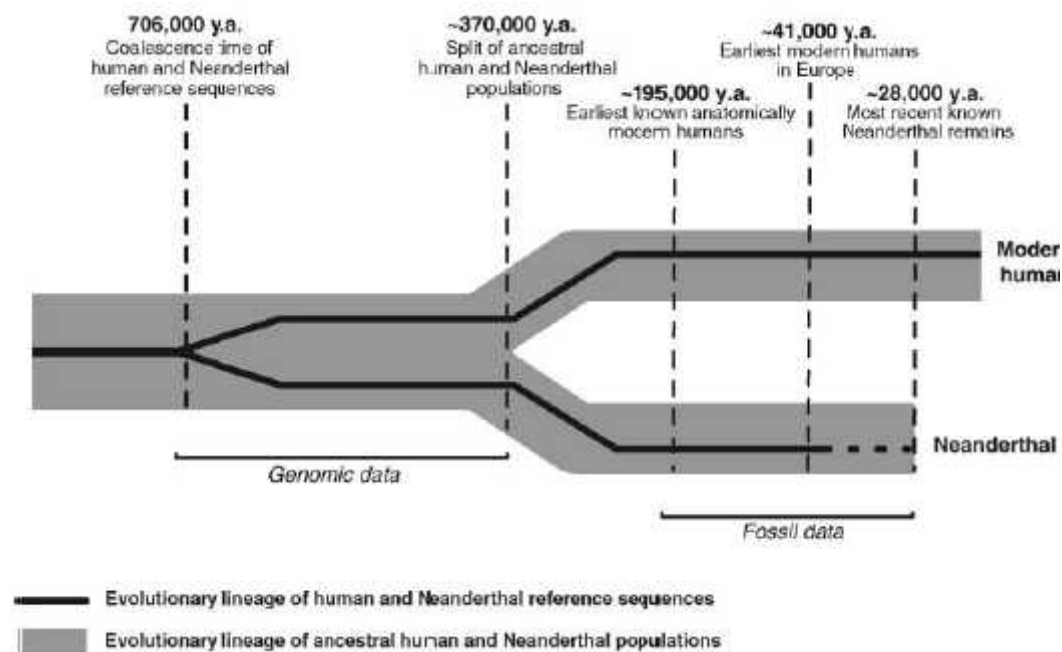 706,000 y.a.
Coalescence time of
human and Neanderthal
reference sequences
~370,000 y.a.
Split of ancestral
human and Neanderthal
populations
~41,000 y.a.
Earliest modern humans
in Europe
~195,000 y.a.
Earliest known anatomically
mocern humans
~28,000 y.a.
Most recent known
Neanderthal remains
Moder
human
Neanderthal
Genomic data
Fossil data
Evolutionary lineage of human and Neanderthal reference sequences
Evolutionary lineage of ancestral human and Neanderthal populations